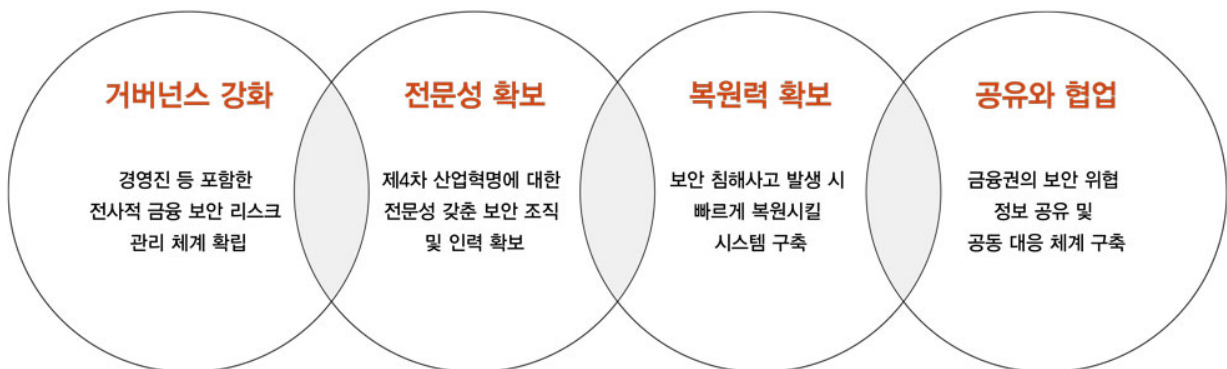 거버넌스 강화
경영진 등 포함한
전사적 금융 보안 리스크
관리 체계 확립
전문성 확보
제4차 산업혁명에 대한
전문성 갖춘 보안 조직
및 인력 확보
복원력 확보
보안 침해사고 발생 시
빠르게 복원시킬
시스템 구축
공유와 협업
금융권의 보안 위협
정보 공유 및
공동 대응 체계 구축